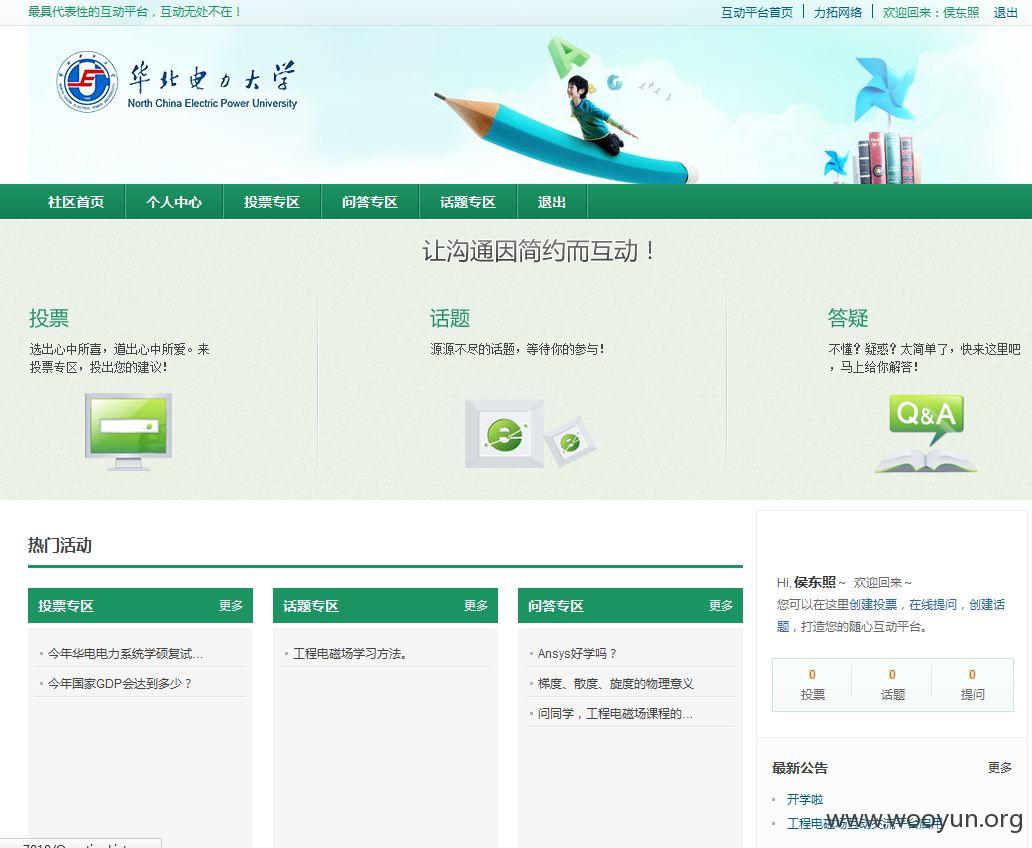 最具代表性的互动平台，互动无处不在！
互动平台首页 力拓网络 欢迎回来：侯东照 退出
华北电力大学
North China Electric Power University
社区首页 个人中心 投票专区 问答专区 话题专区 退出
让沟通因简约而互动！
投票
选出心中所喜，道出心中所爱。来
投票专区，投出您的建议！
话题
源源不尽的话题，等待你的参与！
答疑
不懂？疑惑？太简单了，快来这里吧
，马上给你解答！
Q&A
热门活动
投票专区 更多
今年华电电力系统学硕复试...
今年国家GDP会达到多少？
话题专区 更多
工程电磁场学习方法。
问答专区 更多
Ansys好学吗？
梯度、散度、旋度的物理意义
问同学，工程电磁场课程的...
Hi, 侯东照 ~ 欢迎回来 ~
您可以在这里创建投票，在线提问，创建话
题，打造您的随心互动平台。
0 0 0
投票 话题 提问
最新公告 更多
开学啦
工程电磁场互动交流平台启用
www.wooyun.org